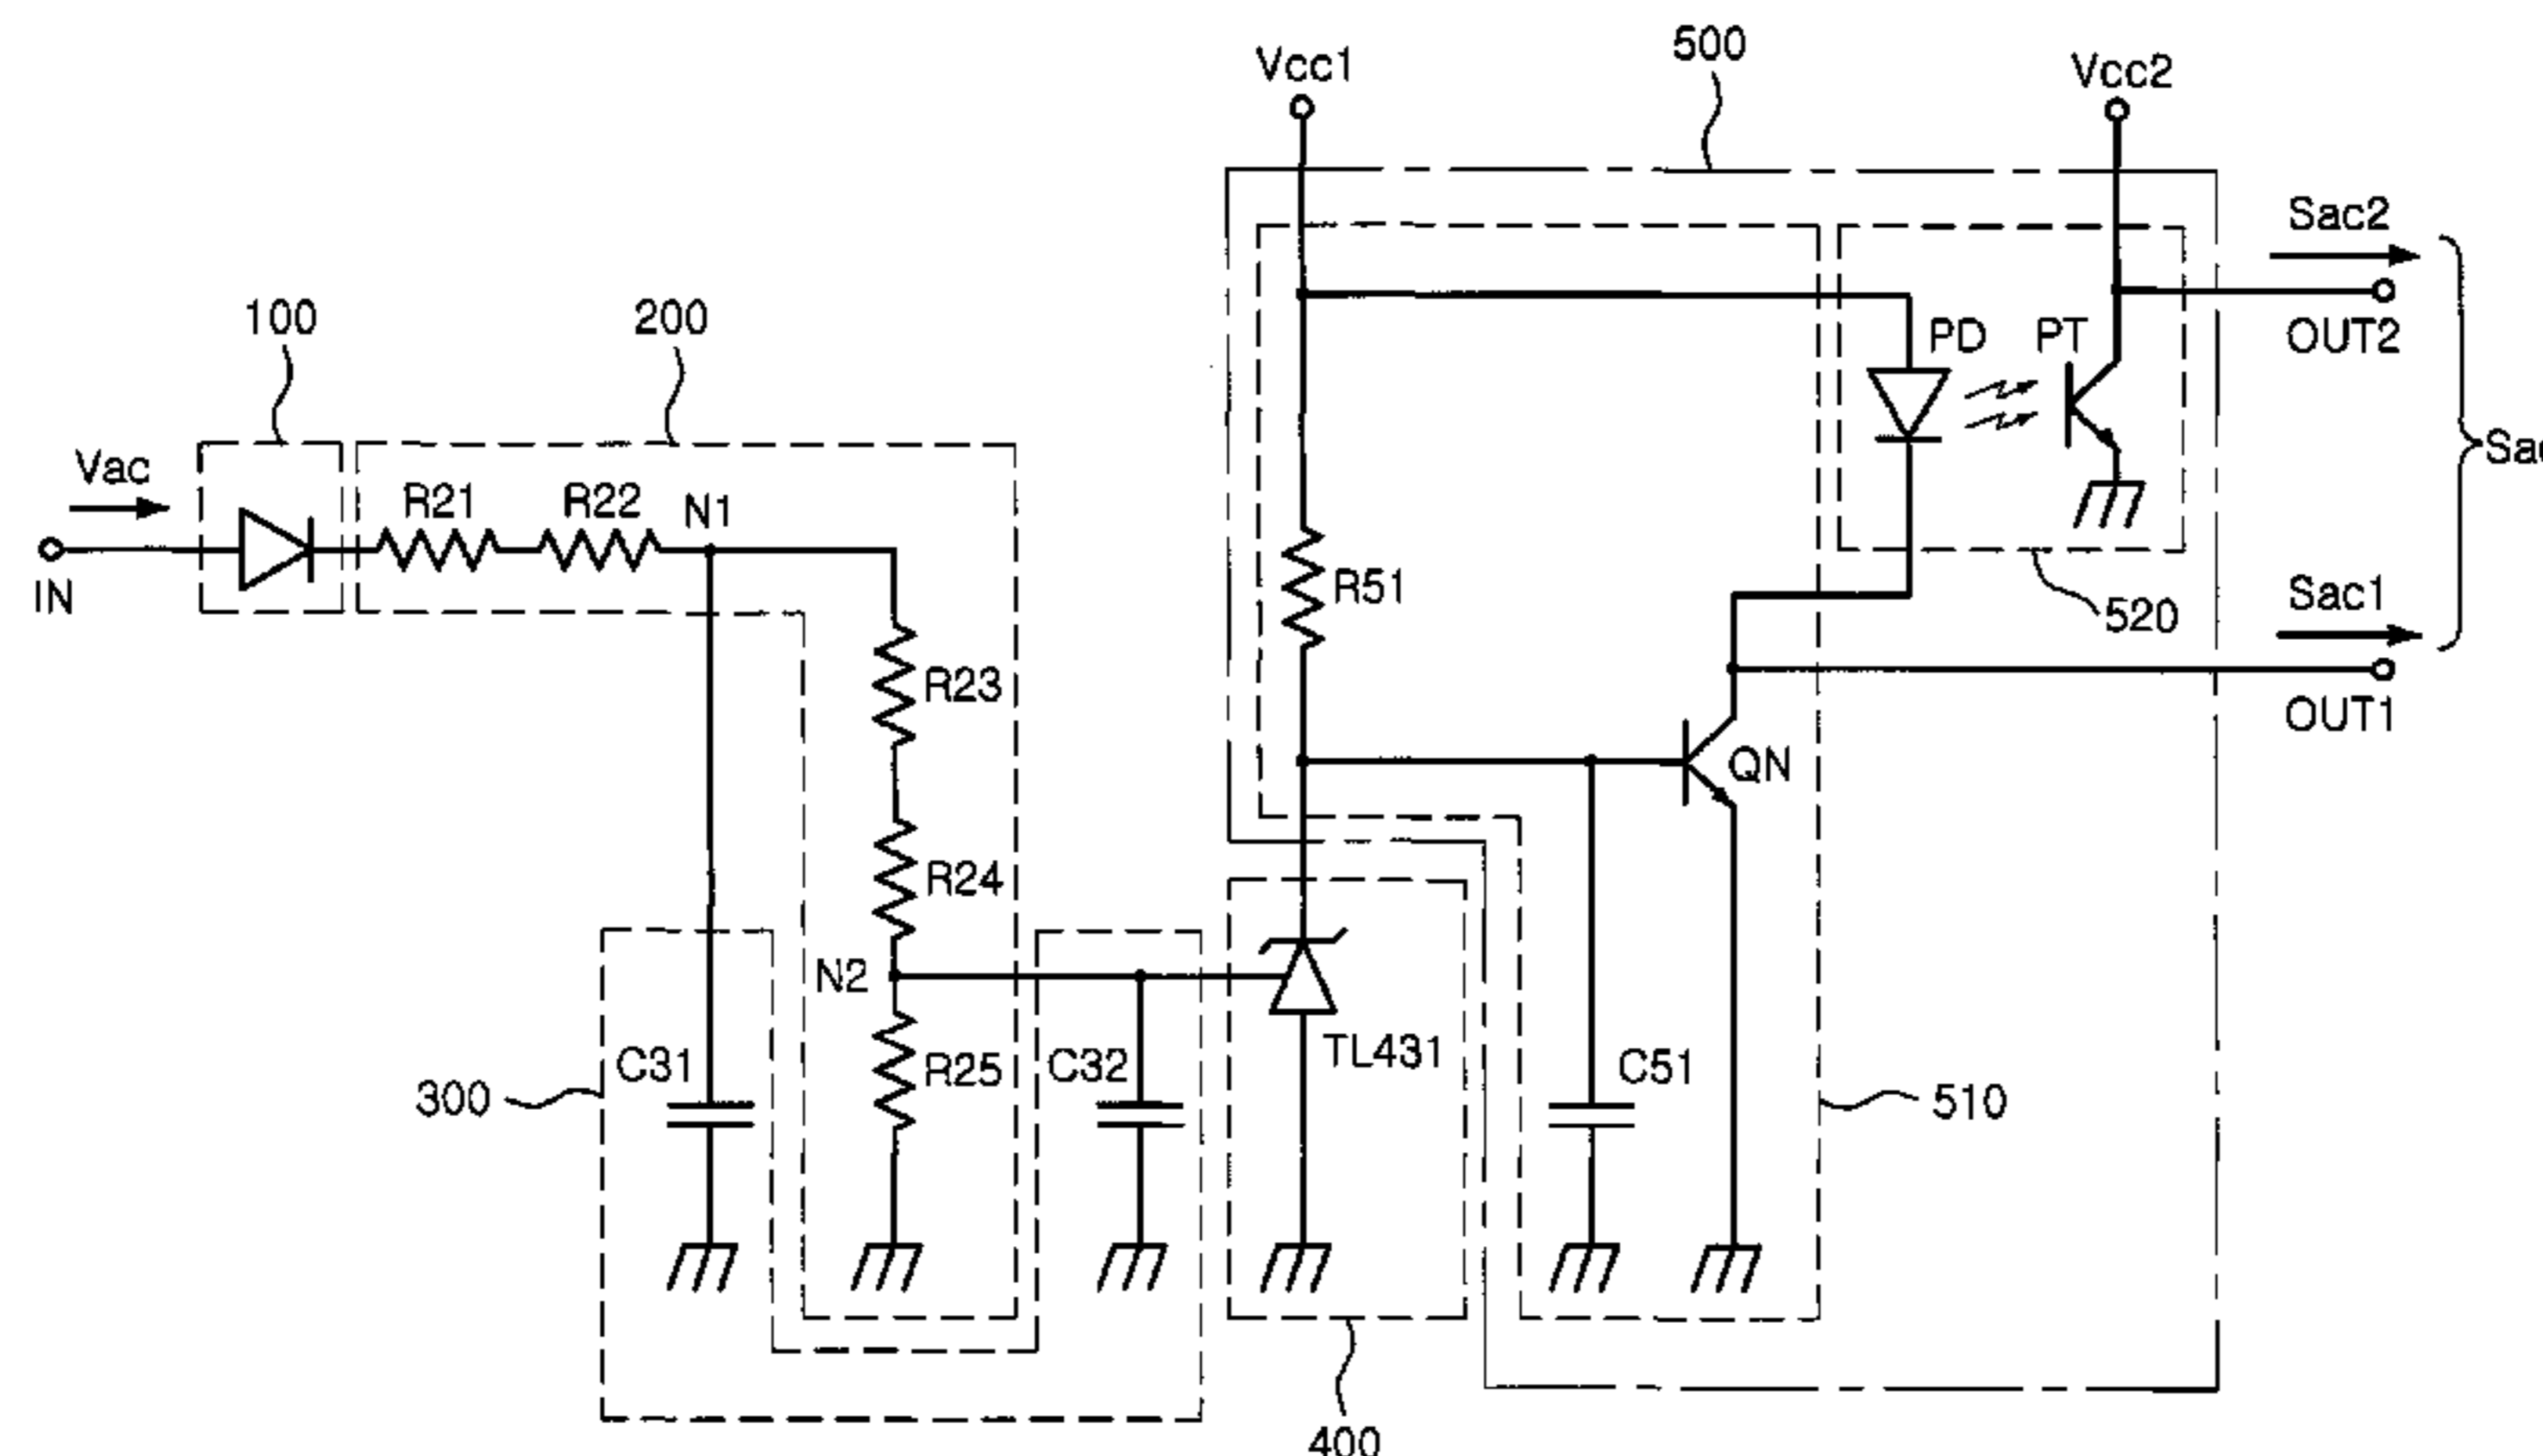 Vcc1
500
Vcc2
Sac2
100
200
PD
PT
OUT2
Vac
R21
R22
N1
Sac
IN
R51
Sac1
520
R23
OUT1
QN
R24
N2
TL431
C31
R25
C32
C51
300
510
400